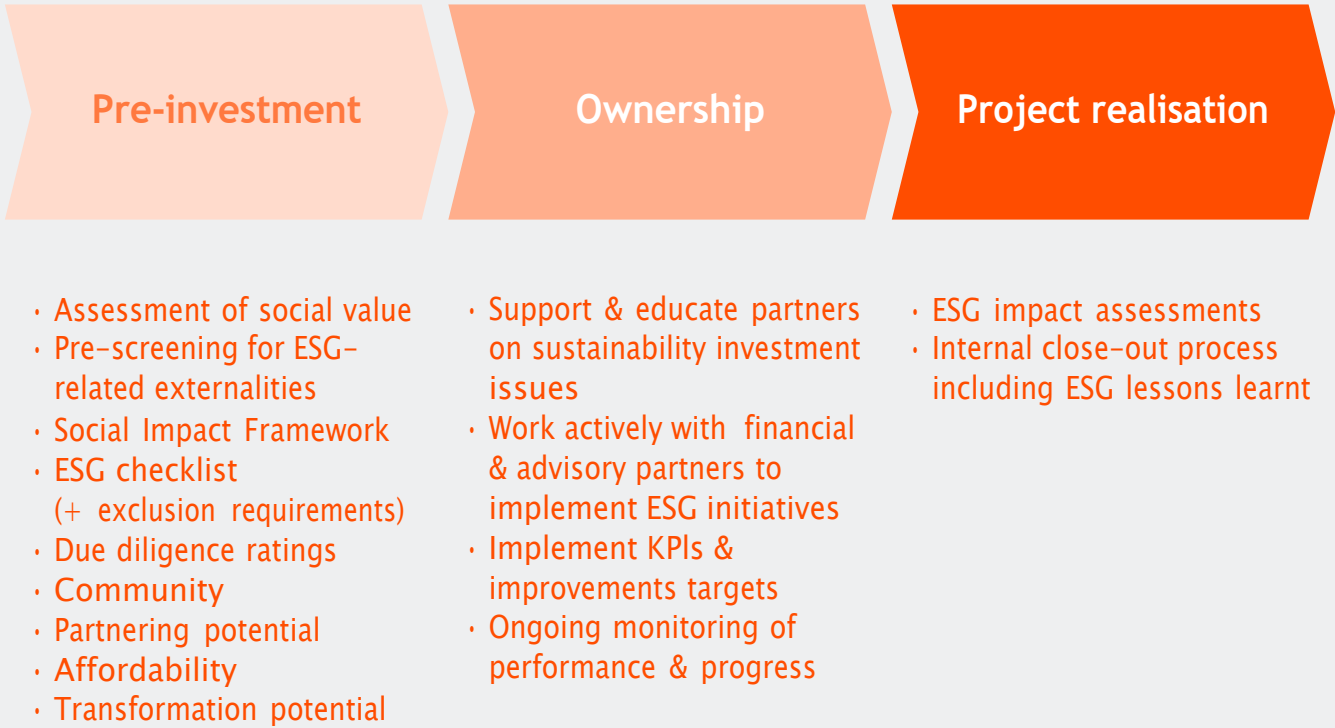 Pre-investment
Ownership
Project realisation
• Assessment of social value
• Pre-screening for ESG-
related externalities
• Social Impact Framework
• ESG checklist
(+ exclusion requirements)
• Due diligence ratings
• Community
• Partnering potential
• Affordability
• Transformation potential
• Support & educate partners
on sustainability investment
issues
• Work actively with financial
& advisory partners to
implement ESG initiatives
• Implement KPls &
improvements targets
• Ongoing monitoring of
performance & progress
• ESG impact assessments
• Internal close-out process
including ESG lessons learnt